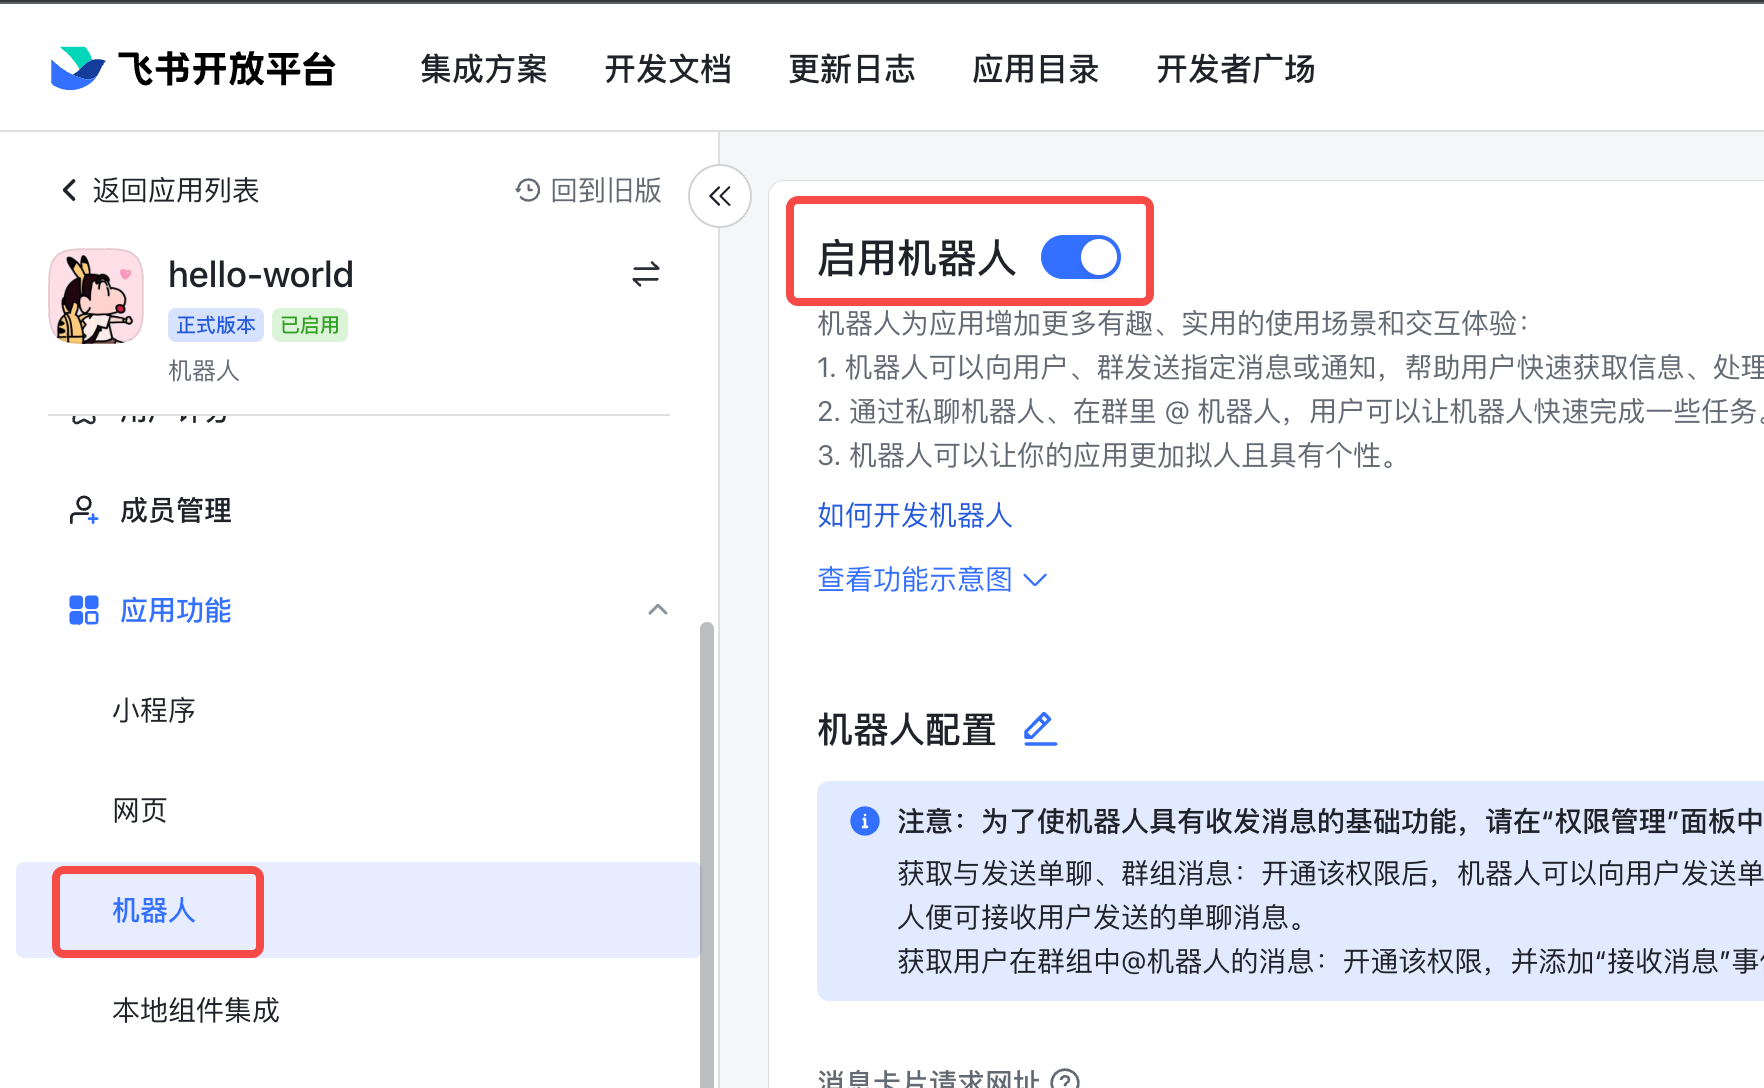 飞书开放平台
集成方案 开发文档 更新日志 应用目录 开发者广场
返回应用列表 回到旧版
hello-world
正式版本 已启用
机器人
成员管理
应用功能
小程序
网页
机器人
本地组件集成
启用机器人
机器人为应用增加更多有趣、实用的使用场景和交互体验：
1. 机器人可以向用户、群发送指定消息或通知，帮助用户快速获取信息、处理
2. 通过私聊机器人、在群里 @ 机器人，用户可以让机器人快速完成一些任务。
3. 机器人可以让你的应用更加拟人且具有个性。
如何开发机器人
查看功能示意图
机器人配置
注意：为了使机器人具有收发消息的基础功能，请在“权限管理”面板中
获取与发送单聊、群组消息：开通该权限后，机器人可以向用户发送单
人便可接收用户发送的单聊消息。
获取用户在群组中@机器人的消息：开通该权限，并添加“接收消息”事
消息卡片请求网址